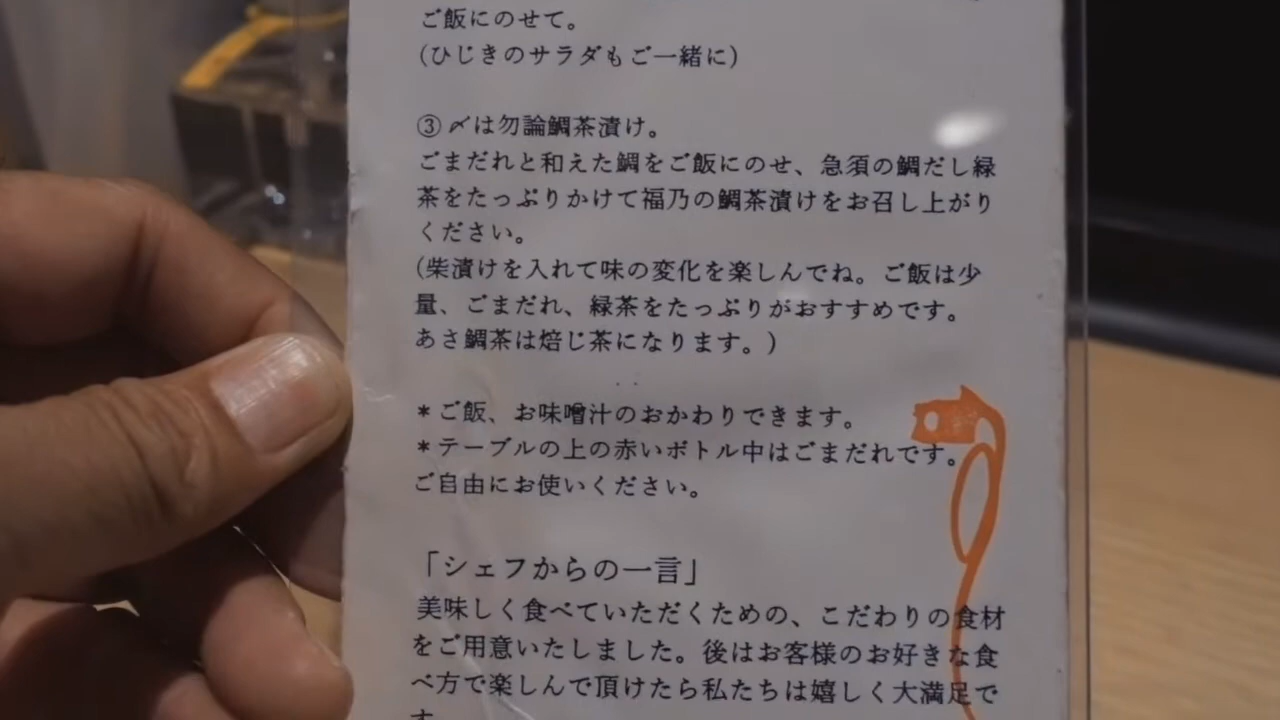 ご飯にのせて。
(ひじきのサラダもご一緒に)
③〆は勿論鯛茶漬け。
ごまだれと和えた鯛をご飯にのせ、急須の鯛だし緑
茶をたっぷりかけて福乃の鯛茶漬けをお召し上がり
ください。
(柴漬けを入れて味の変化を楽しんでね。ご飯は少
量、ごまだれ、緑茶をたっぷりがおすすめです。
あさ鯛茶は焙じ茶になります。)
*ご飯、お味噌汁のおかわりできます。
*テーブルの上の赤いボトル中はごまだれです。
ご自由にお使いください。
「シェフからの一言」
美味しく食べていただくための、こだわりの食材
をご用意いたしました。後はお客様のお好きな食
べ方で楽しんで頂けたら私たちは嬉しく大満足で
す